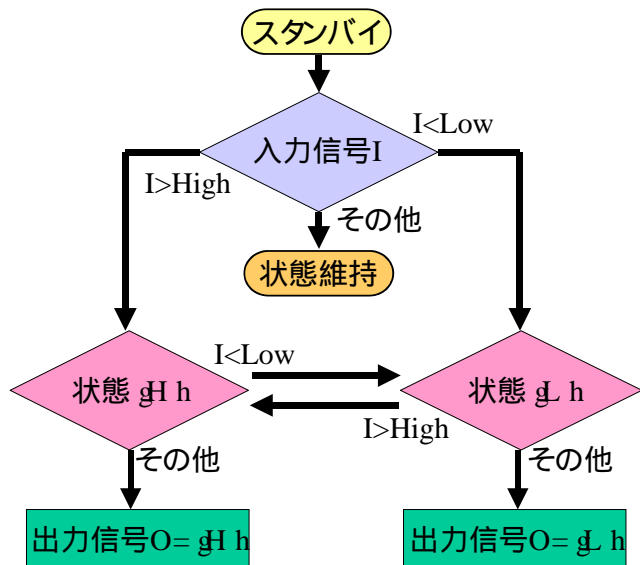 スタンバイ
I<Low
入力信号I
I>High
その他
状態維持
I<Low
状態 gH h
状態 gL h
I>High
その他
その他
出力信号O= gH h
出力信号O= gL h